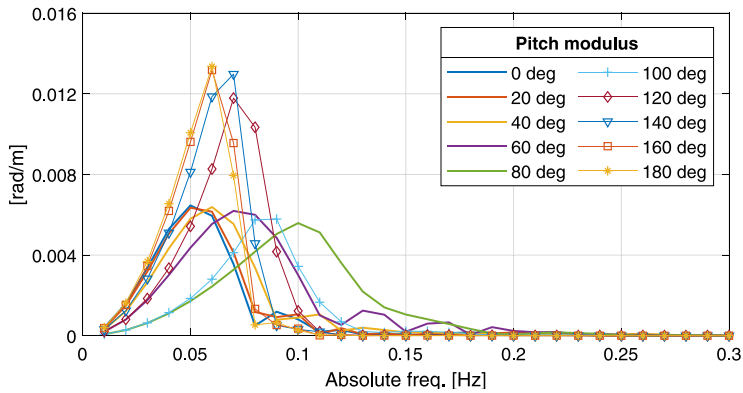 0.016
0.012
0.008
0.004
0
[rad/m]
Pitch modulus
0 deg
20 deg
40 deg
60 deg
80 deg
100 deg
120 deg
140 deg
160 deg
180 deg
0 0.05 0.1 0.15 0.2 0.25 0.3
Absolute freq. [Hz]